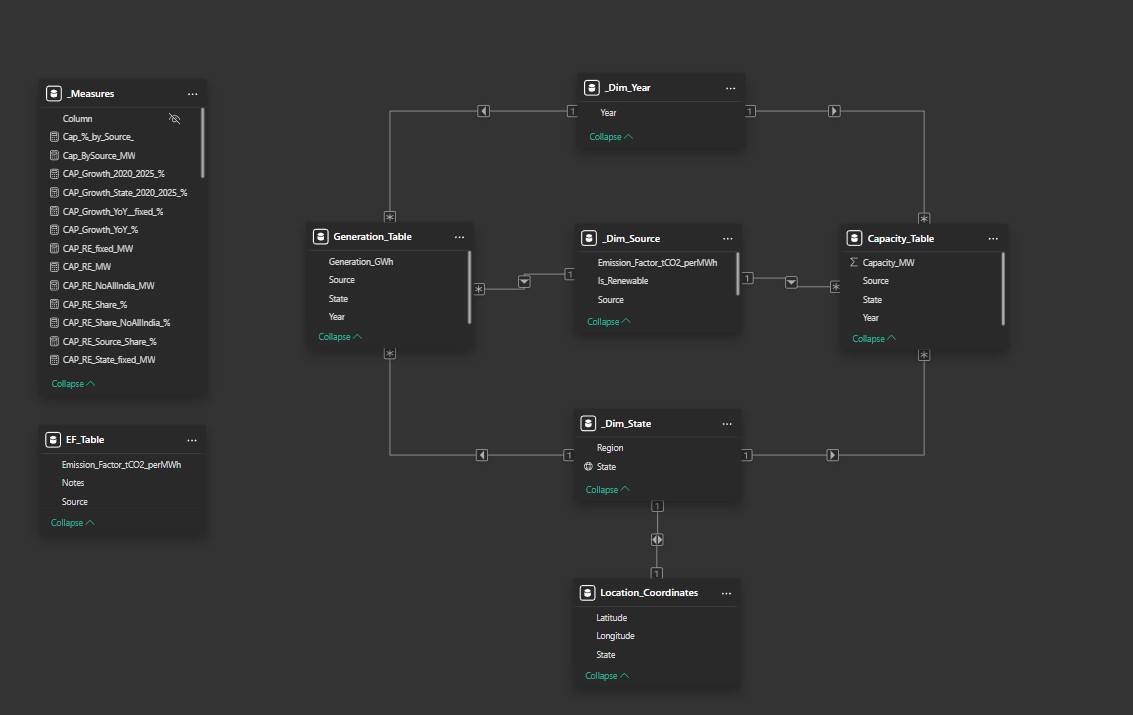 _Measures
Column
Cap_%_by_Source_
Cap_BySource_MW
CAP_Growth_2020_2025_%
CAP_Growth_State_2020_2025_%
CAP_Growth_YoY__fixed_%
CAP_Growth_YoY_%
CAP_RE_fixed_MW
CAP_RE_MW
CAP_RE_NoAllIndia_MW
CAP_RE_Share_%
CAP_RE_Share_NoAllIndia_%
CAP_RE_Source_Share_%
CAP_RE_State_fixed_MW
Collapse
EF_Table
Emission_Factor_tCO2_perMWh
Notes
Source
Collapse
_Dim_Year
Year
Collapse
1
1
*
*
Generation_Table
Generation_GWh
Source
State
Year
Collapse
*
1
_Dim_Source
Emission_Factor_tCO2_perMWh
Is_Renewable
Source
Collapse
1
*
Capacity_Table
Capacity_MW
Source
State
Year
Collapse
*
*
1
1
_Dim_State
Region
State
Collapse
1
1
Location_Coordinates
Latitude
Longitude
State
Collapse